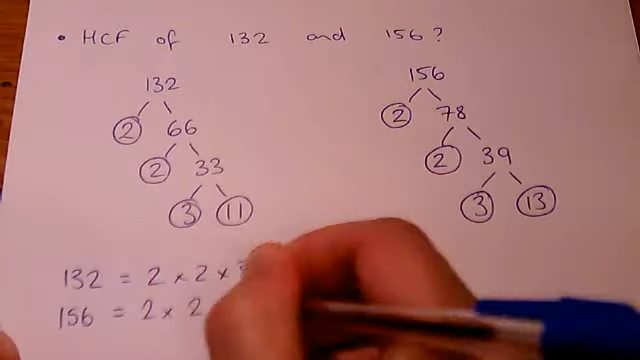 • HCF of 132 and 156?
132 156
2 66 2 78
2 33 2 39
3 11 3 13
132 = 2 × 2 ×
156 = 2 × 2